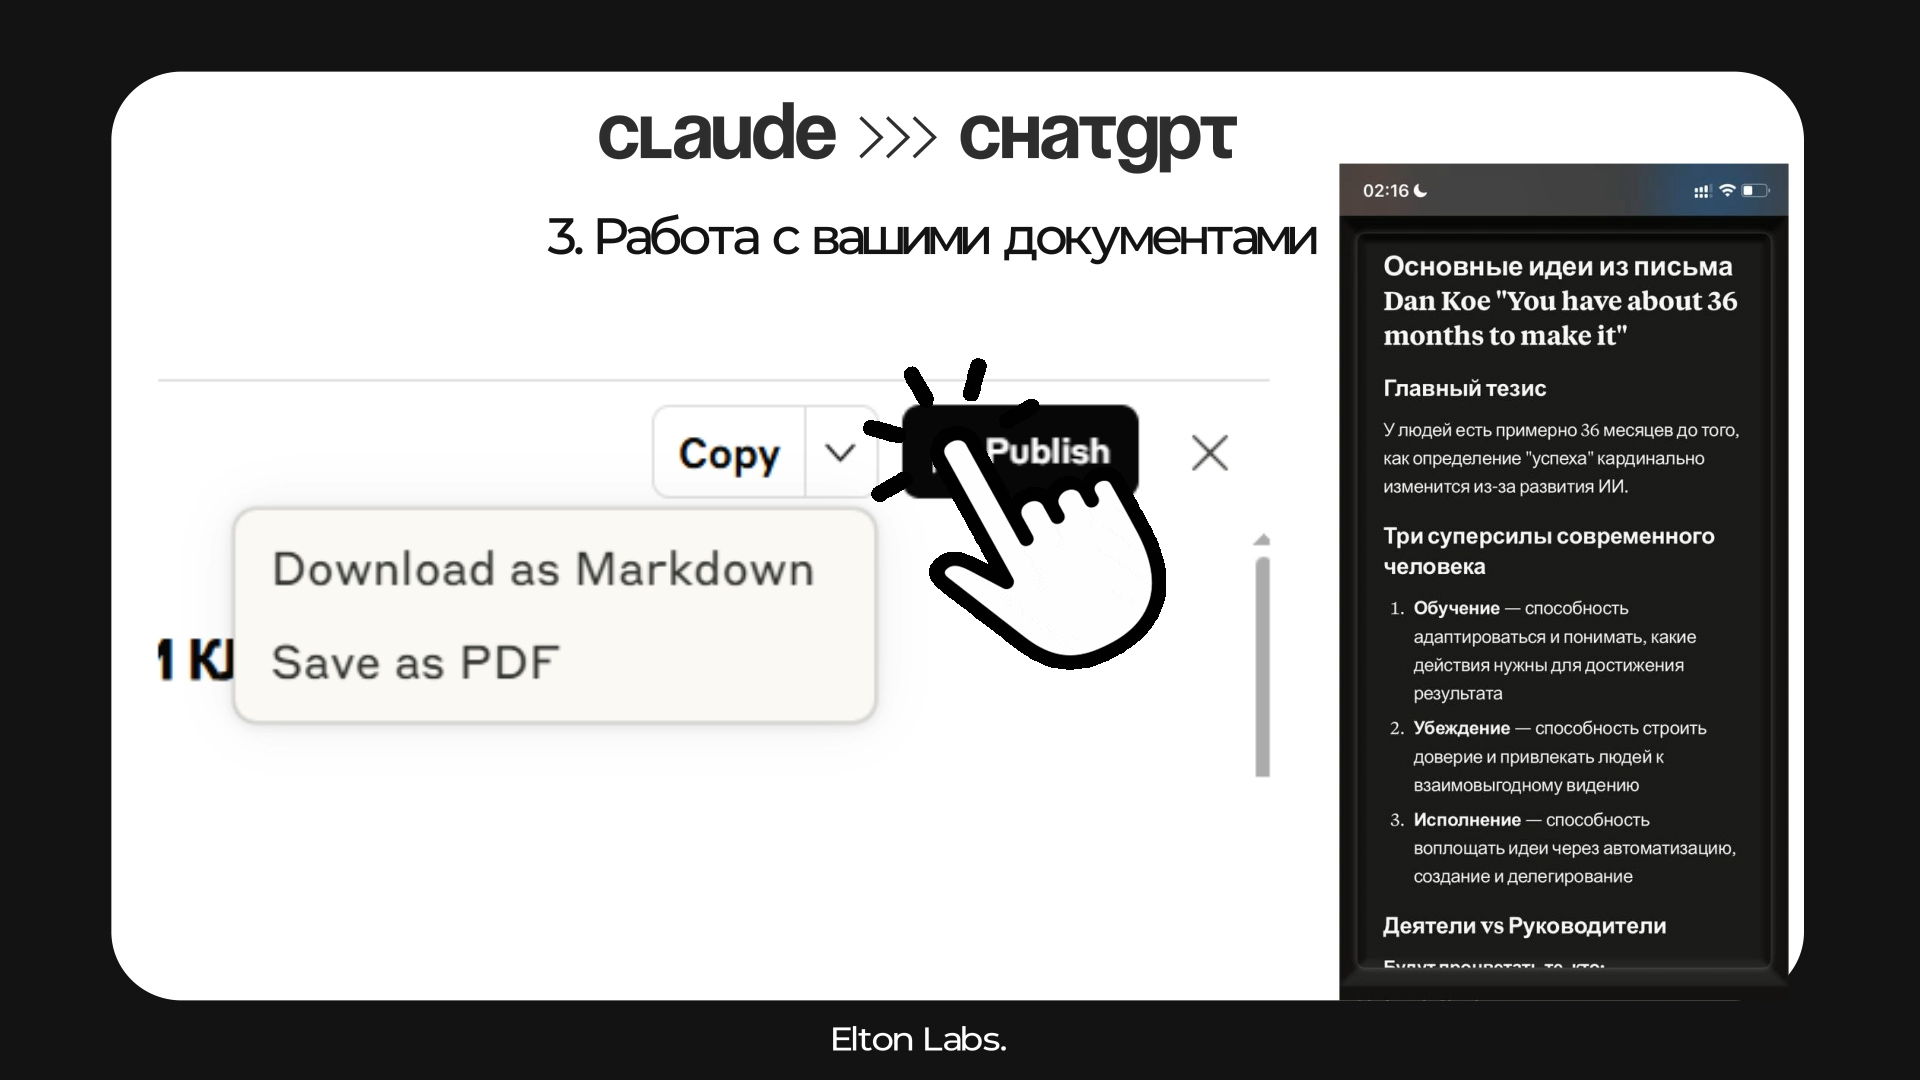 CLaude >>> CHaTgpT
3. Работа с вашими документами
Copy
Publish
Download as Markdown
Save as PDF
02:16
Основные идеи из письма
Dan Koe "You have about 36
months to make it"
Главный тезис
У людей есть примерно 36 месяцев до того,
как определение "успеха" кардинально
изменится из-за развития ИИ.
Три суперсилы современного
человека
1. Обучение — способность
адаптироваться и понимать, какие
действия нужны для достижения
результата
2. Убеждение — способность строить
доверие и привлекать людей к
взаимовыгодному видению
3. Исполнение — способность
воплощать идеи через автоматизацию,
создание и делегирование
Деятели vs Руководители
Elton Labs.